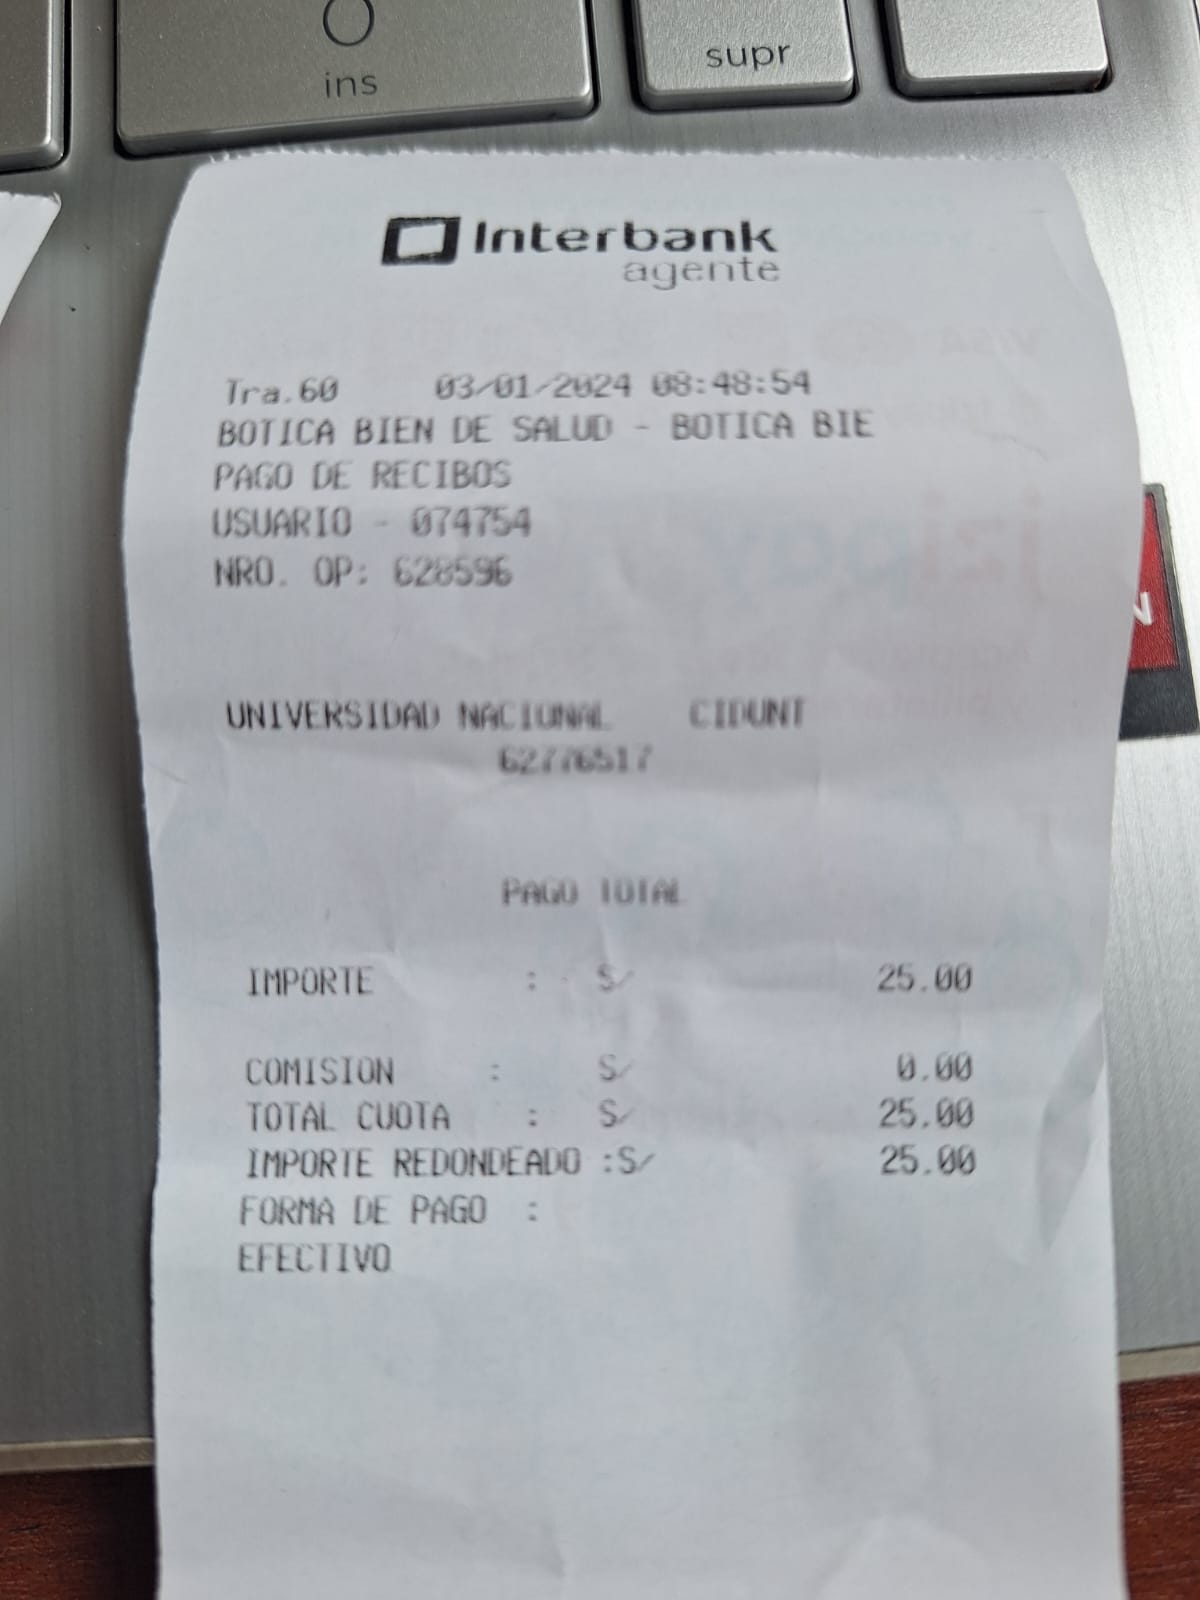 O
ins
supr
Interbank
agente
Tra.60 03/01/2024 08:48:54
BOTICA BIEN DE SALUD - BOTICA BIE
PAGO DE RECIBOS
USUARIO - 074754
NRO. OP: 628596
UNIVERSIDAD NACIONAL CIDUNT
62776517
PAGO TOTAL
IMPORTE : S/ 25.00
COMISION : S/ 0.00
TOTAL CUOTA : S/ 25.00
IMPORTE REDONDEADO :S/ 25.00
FORMA DE PAGO :
EFECTIVO